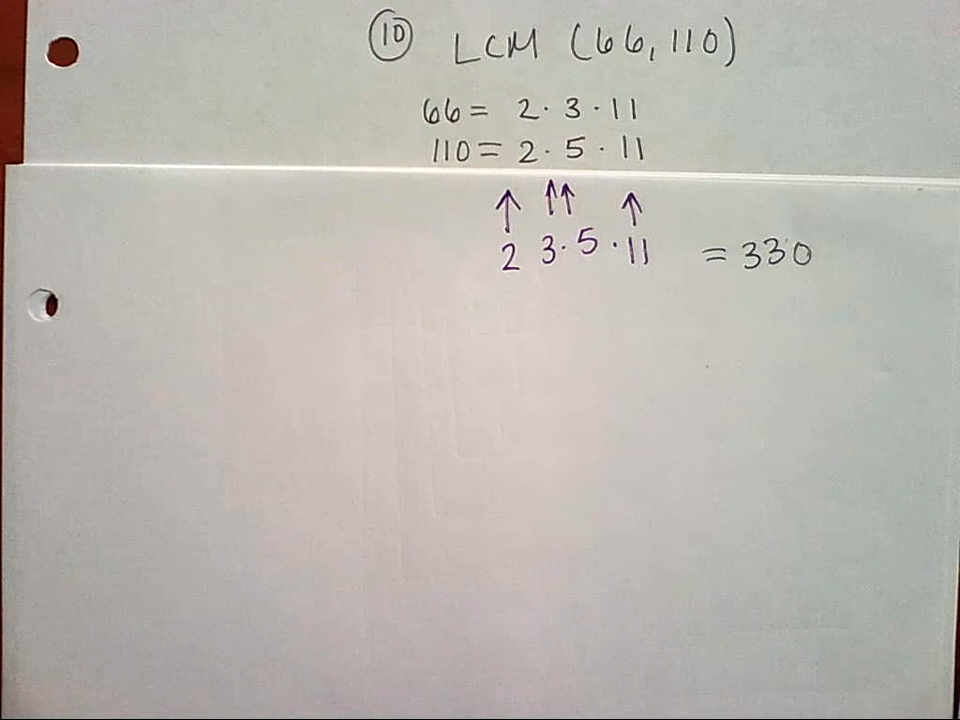 ⑩ LCM (66, 110)
66 = 2 · 3 · 11
110 = 2 · 5 · 11
↑ ↑↑ ↑
2 3 · 5 · 11 = 330